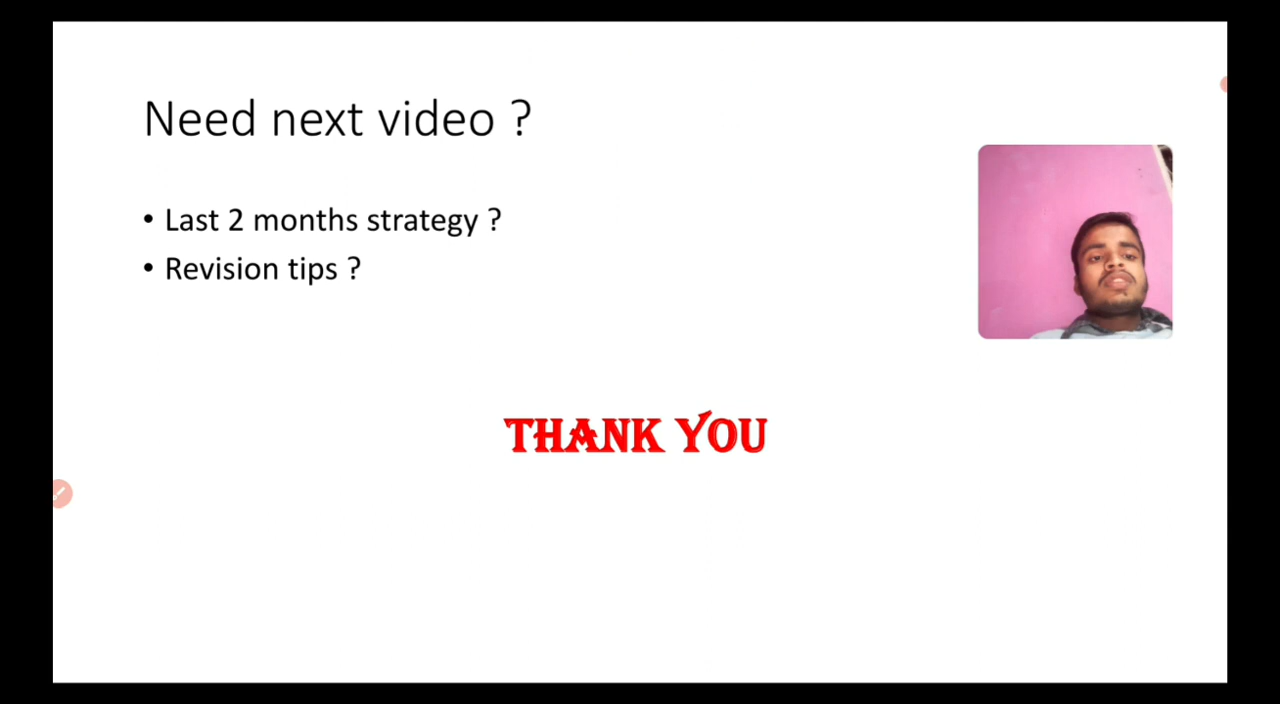 Need next video ?
• Last 2 months strategy ?
• Revision tips ?
THANK YOU